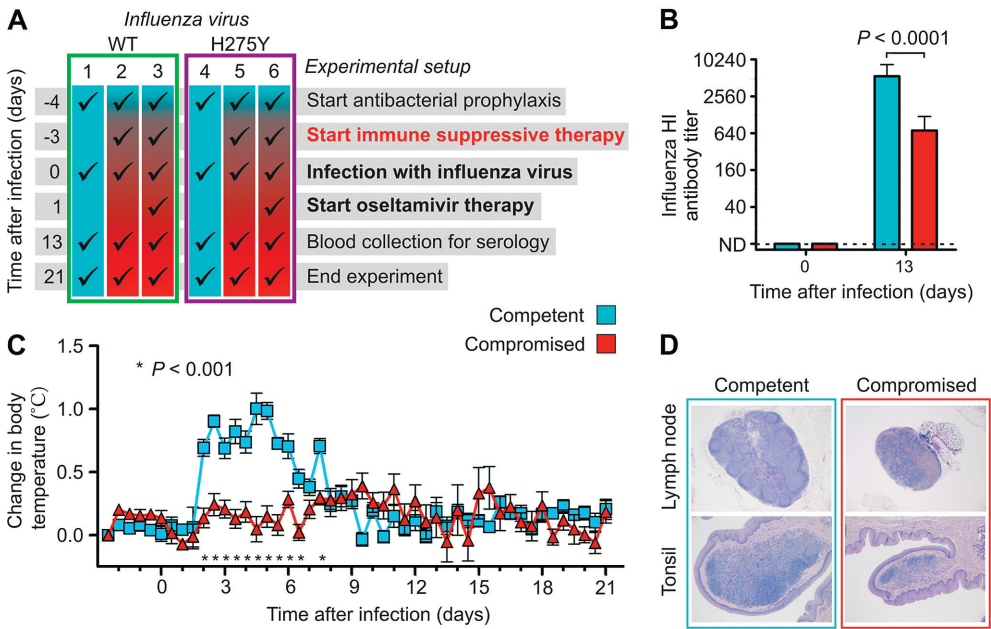 A
Influenza virus
WT H275Y
1 2 3 4 5 6 Experimental setup
Time after infection (days)
-4 ✓ ✓ ✓ ✓ ✓ ✓ Start antibacterial prophylaxis
-3 ✓ ✓ ✓ ✓ Start immune suppressive therapy
0 ✓ ✓ ✓ ✓ ✓ ✓ Infection with influenza virus
1 ✓ ✓ Start oseltamivir therapy
13 ✓ ✓ ✓ ✓ ✓ ✓ Blood collection for serology
21 ✓ ✓ ✓ ✓ ✓ ✓ End experiment
B
P < 0.0001
Influenza HI
antibody titer
10240
2560
640
160
40
ND
0 13
Time after infection (days)
Competent
Compromised
C
* P < 0.001
Change in body
temperature (°C)
1.5
1.0
0.5
0.0
* * * * * * * * * * *
0 3 6 9 12 15 18 21
Time after infection (days)
D
Competent Compromised
Lymph node
Tonsil